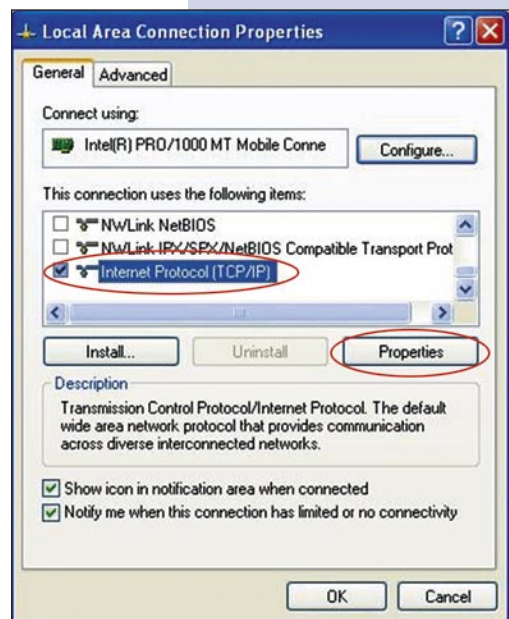 Local Area Connection Properties
General Advanced
Connect using:
Intel(R) PRO/1000 MT Mobile Conne Configure...
This connection uses the following items:
NWLink NetBIOS
NWLink IPX/SPX/NetBIOS Compatible Transport Prot
Internet Protocol (TCP/IP)
Install... Uninstall Properties
Description
Transmission Control Protocol/Internet Protocol. The default
wide area network protocol that provides communication
across diverse interconnected networks.
Show icon in notification area when connected
Notify me when this connection has limited or no connectivity
OK Cancel